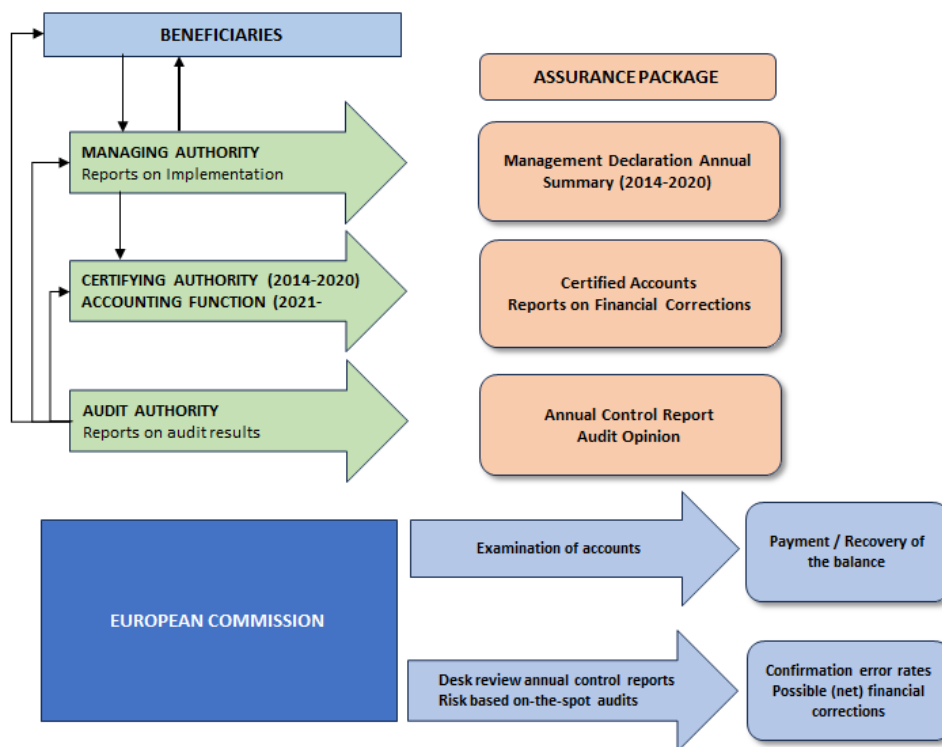 BENEFICIARIES
ASSURANCE PACKAGE
MANAGING AUTHORITY
Reports on Implementation
Management Declaration Annual
Summary (2014-2020)
CERTIFYING AUTHORITY (2014-2020)
ACCOUNTING FUNCTION (2021-
Certified Accounts
Reports on Financial Corrections
AUDIT AUTHORITY
Reports on audit results
Annual Control Report
Audit Opinion
EUROPEAN COMMISSION
Examination of accounts
Payment / Recovery of
the balance
Desk review annual control reports
Risk based on-the-spot audits
Confirmation error rates
Possible (net) financial
corrections